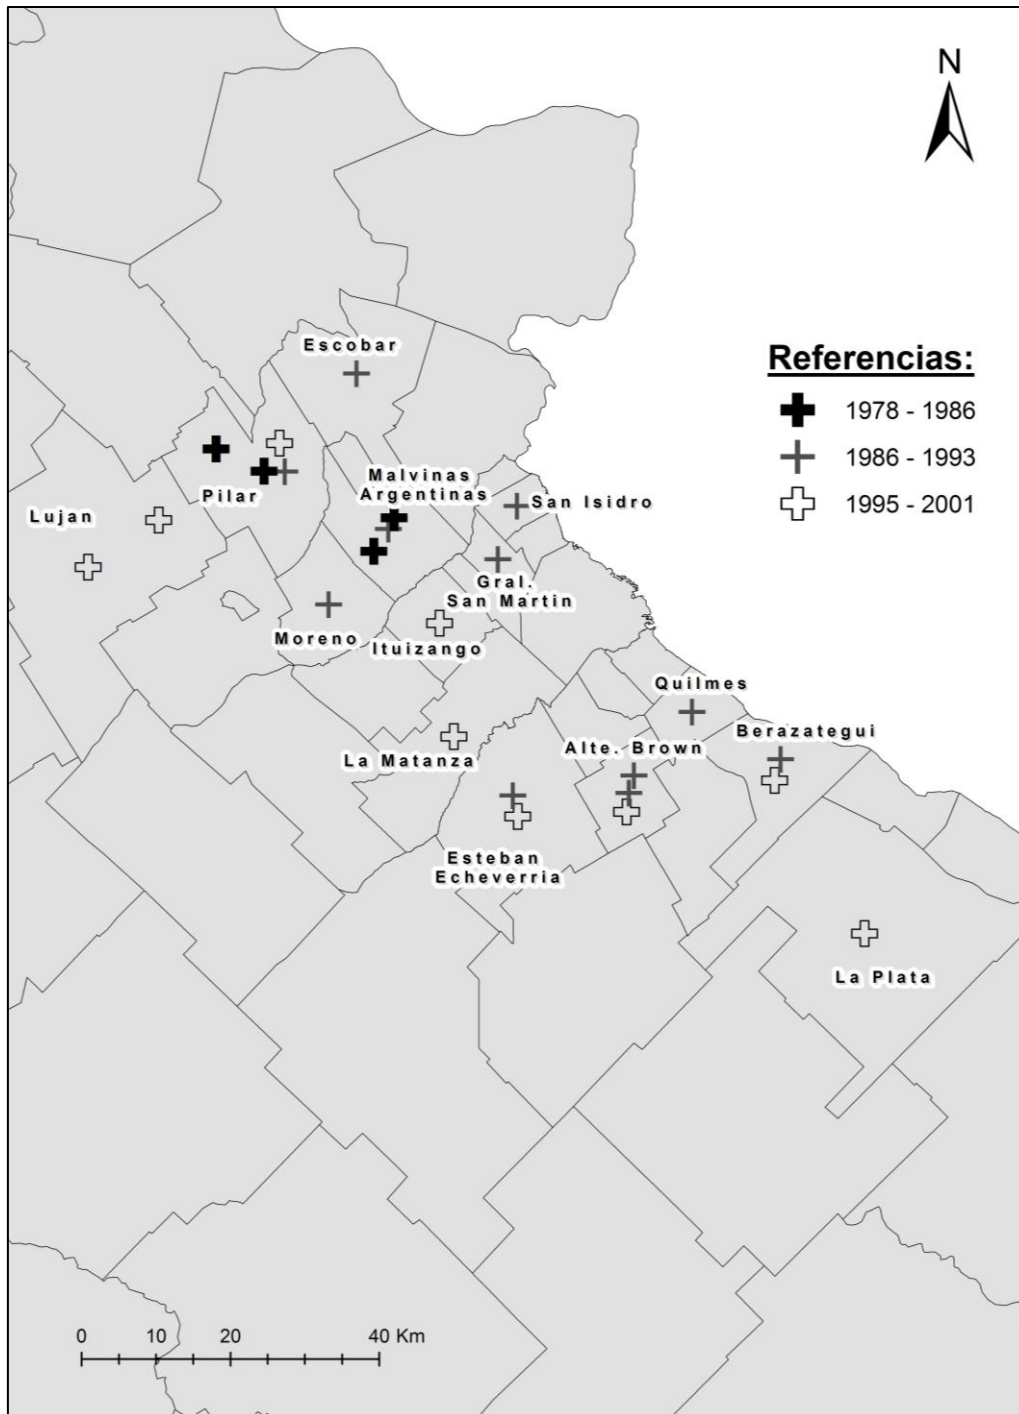 N
Escobar
Referencias:
1978 - 1986
1986 - 1993
1995 - 2001
Malvinas
Argentinas
Pilar
San Isidro
Lujan
Gral.
San Martin
Moreno
Ituizango
Quilmes
Berazategui
Alte. Brown
La Matanza
Esteban
Echeverria
La Plata
0 10 20 40 Km